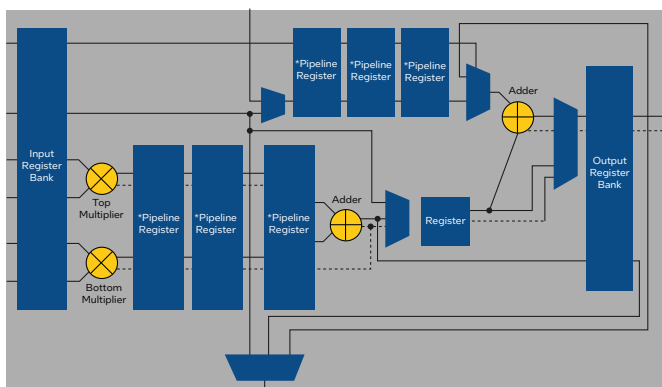 *Pipeline
Register
*Pipeline
Register
*Pipeline
Register
Adder
Input
Register
Bank
Top
Multiplier
*Pipeline
Register
*Pipeline
Register
*Pipeline
Register
Adder
Register
Output
Register
Bank
Bottom
Multiplier